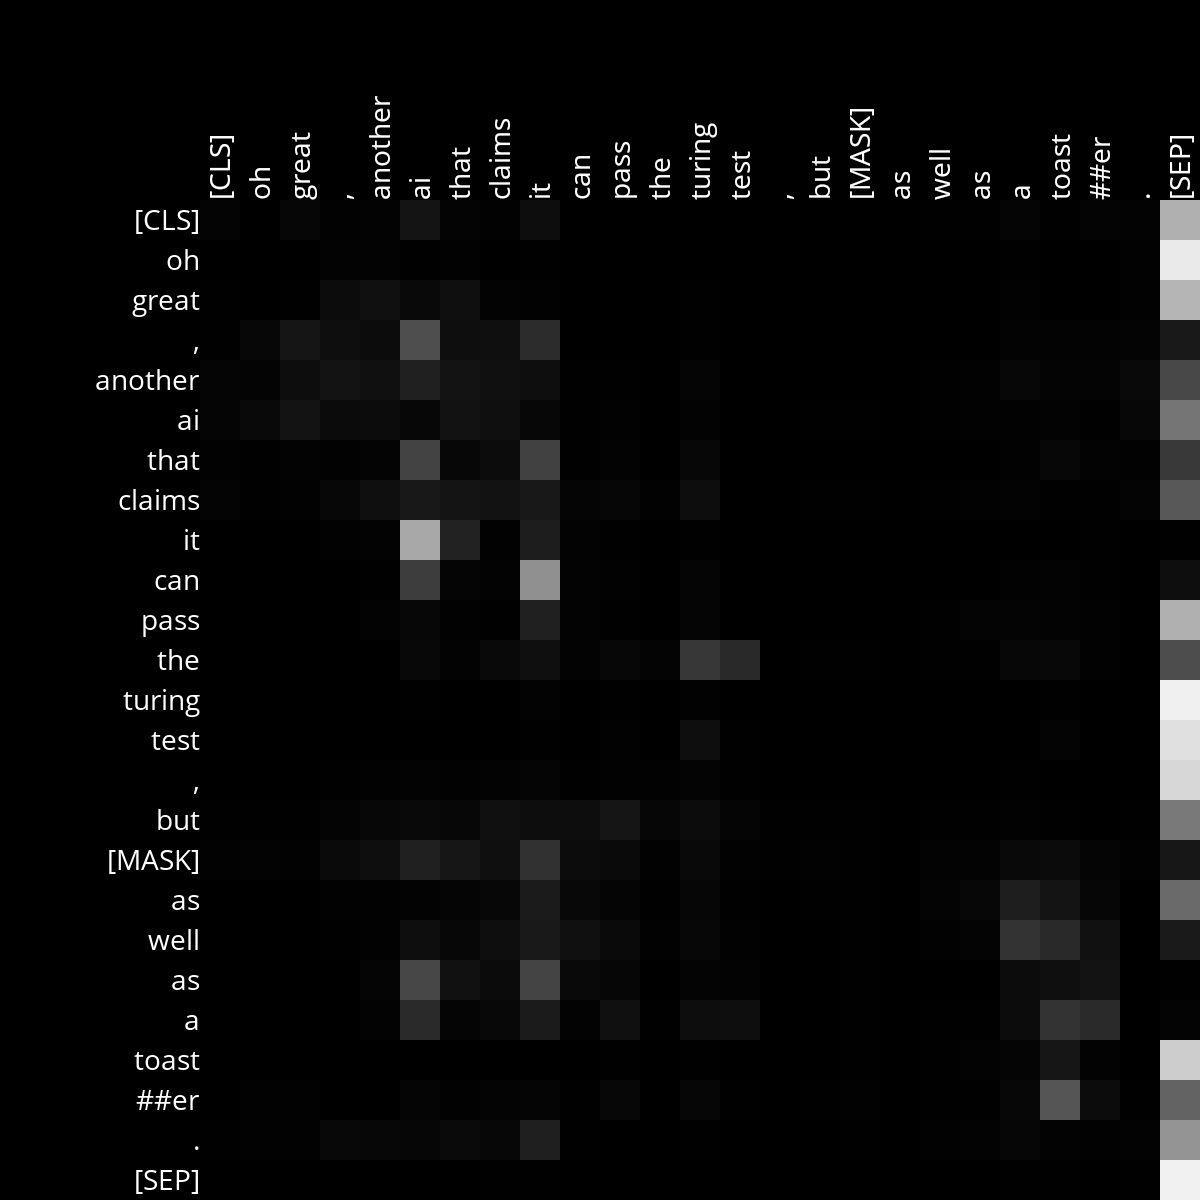 [CLS] oh great , another ai that claims it can pass the turing test , but [MASK] as well as a toast ##er . [SEP]
[CLS]
oh
great
,
another
ai
that
claims
it
can
pass
the
turing
test
,
but
[MASK]
as
well
as
a
toast
##er
.
[SEP]